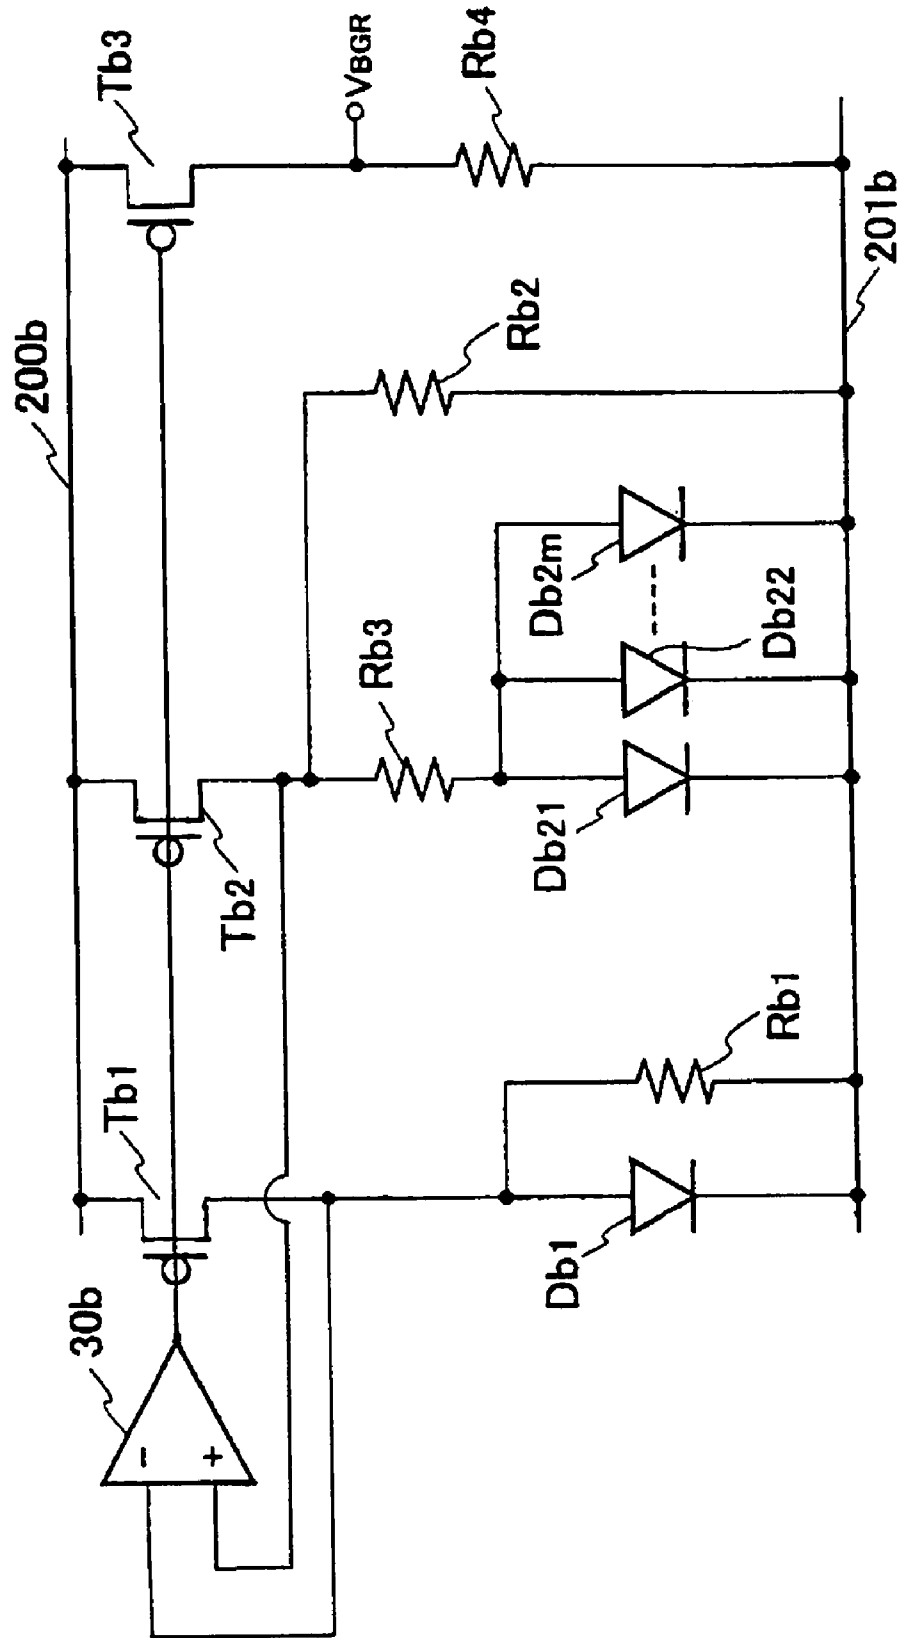 200b
Tb3
VBGR
Rb4
Tb1
Tb2
30b
-
+
Rb3
Rb2
Db2m
Db22
Db21
Rb1
Db1
201b